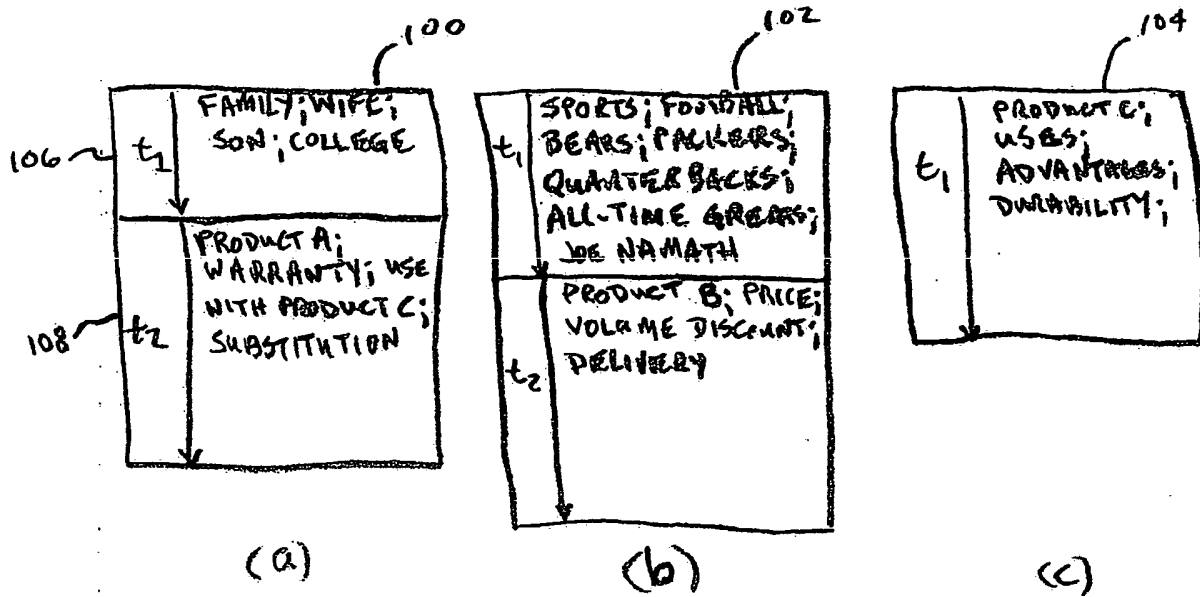 100
FAMILY; WIFE;
SON; COLLEGE
106
t1
PRODUCT A;
WARRANTY; USE
WITH PRODUCT C;
SUBSTITUTION
108
t2
(a)
102
SPORTS; FOOTBALL;
BEARS; PACKERS;
QUARTERBACKS;
ALL-TIME GREATS;
JOE NAMATH
t1
PRODUCT B; PRICE;
VOLUME DISCOUNT;
DELIVERY
t2
(b)
104
PRODUCT C;
USES;
ADVANTAGES;
DURABILITY;
t1
(c)